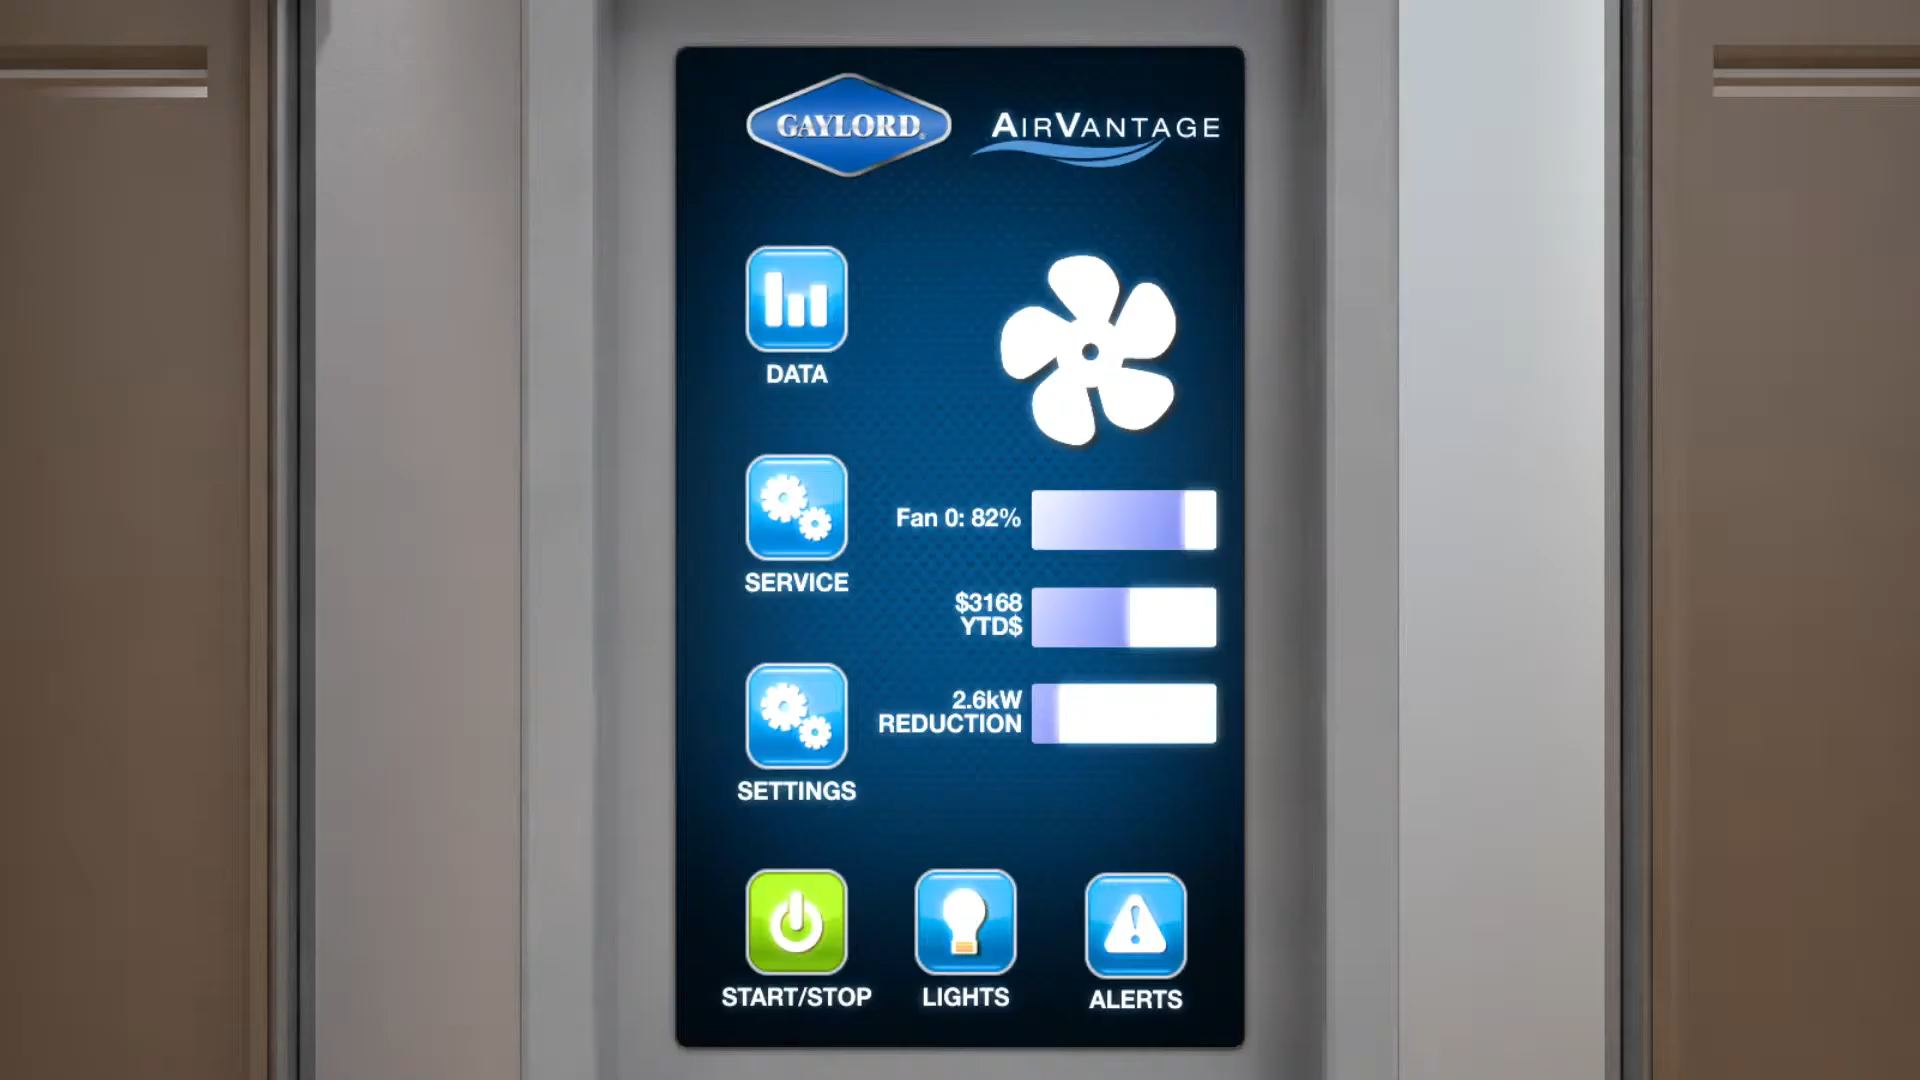 GAYLORD
AIRVANTAGE
DATA
SERVICE
Fan 0: 82%
$3168
YTD$
2.6kW
REDUCTION
SETTINGS
START/STOP
LIGHTS
ALERTS